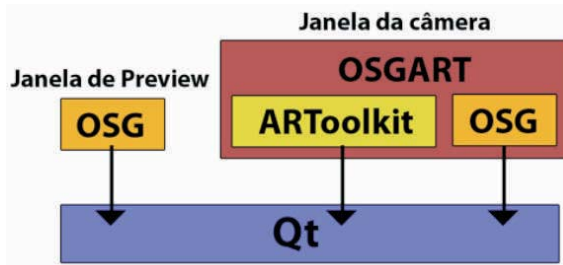 Janela da câmera
OSGART
Janela de Preview
OSG
ARToolkit
OSG
Qt